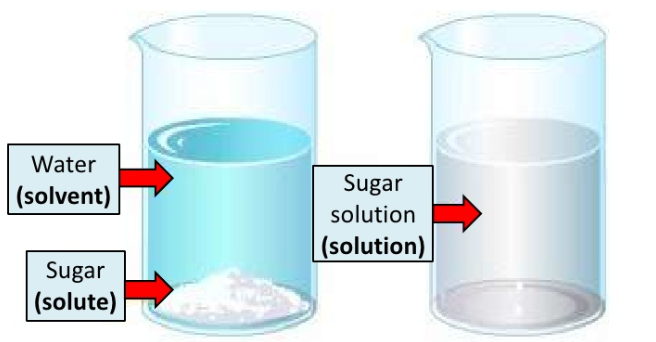 Water
(solvent)
Sugar
(solute)
Sugar
solution
(solution)